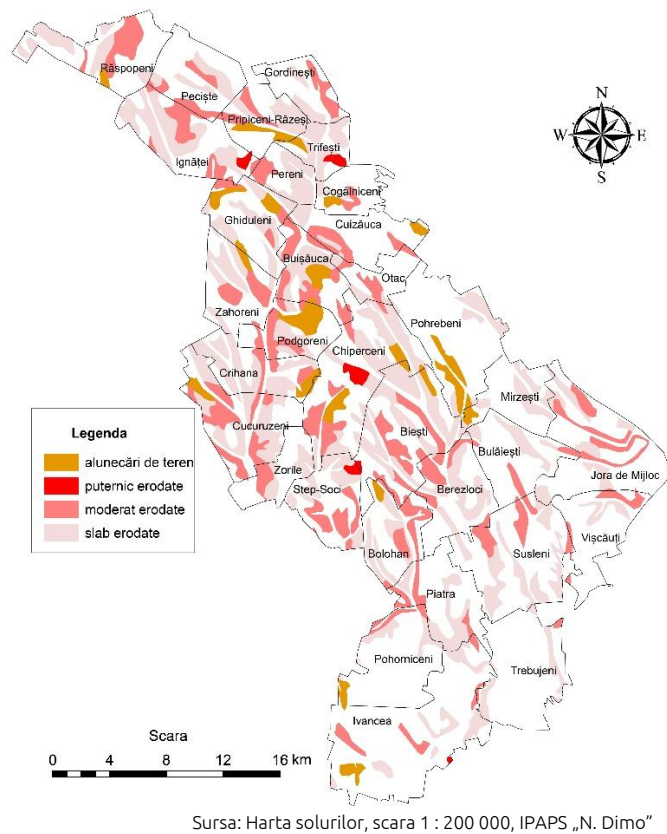 Râspopeni
Gordinești
Peciște
Pripiceni-Răzeși
Trifești
Ignăței
Pereni
Cogâlniceni
Ghiduleni
Cuizăuca
Buișăuca
Otac
Zahoreni
Pohrebeni
Podgoreni
Chiperceni
Crihana
Mirzești
Cucuruzeni
Biești
Bulăiești
Zorile
Jora de Mijloc
Step-Soci
Berezloci
Vișcăuți
Bolohan
Susleni
Piatra
Pohorniceni
Trebujeni
Ivancea
N
W E
S
Legenda
alunecări de teren
puternic erodate
moderat erodate
slab erodate
Scara
0 4 8 12 16 km
Sursa: Harta solurilor, scara 1 : 200 000, IPAPS „N. Dimo”